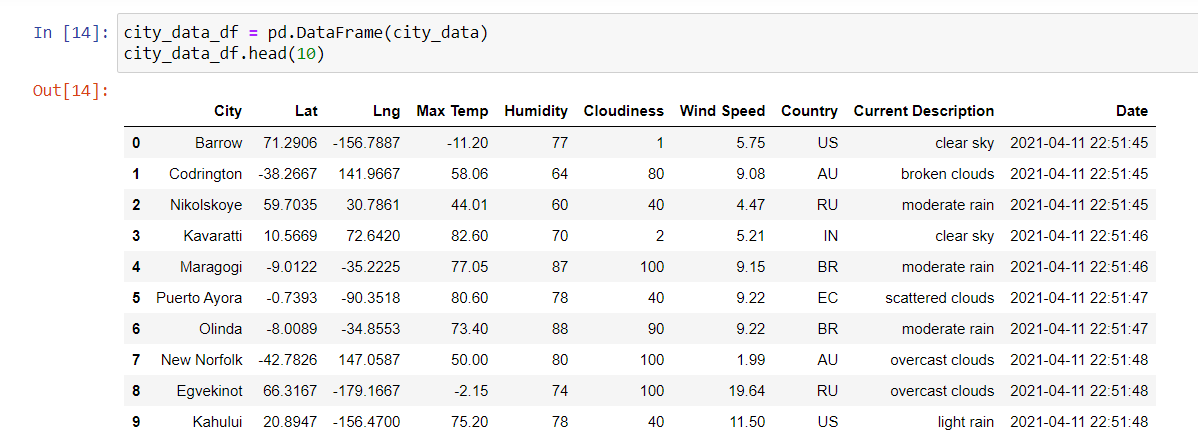 In [14]: city_data_df = pd.DataFrame(city_data)
city_data_df.head(10)
Out[14]:
City Lat Lng Max Temp Humidity Cloudiness Wind Speed Country Current Description Date
0 Barrow 71.2906 -156.7887 -11.20 77 1 5.75 US clear sky 2021-04-11 22:51:45
1 Codrington -38.2667 141.9667 58.06 64 80 9.08 AU broken clouds 2021-04-11 22:51:45
2 Nikolskoye 59.7035 30.7861 44.01 60 40 4.47 RU moderate rain 2021-04-11 22:51:45
3 Kavaratti 10.5669 72.6420 82.60 70 2 5.21 IN clear sky 2021-04-11 22:51:46
4 Maragogi -9.0122 -35.2225 77.05 87 100 9.15 BR moderate rain 2021-04-11 22:51:46
5 Puerto Ayora -0.7393 -90.3518 80.60 78 40 9.22 EC scattered clouds 2021-04-11 22:51:47
6 Olinda -8.0089 -34.8553 73.40 88 90 9.22 BR moderate rain 2021-04-11 22:51:47
7 New Norfolk -42.7826 147.0587 50.00 80 100 1.99 AU overcast clouds 2021-04-11 22:51:48
8 Egvekinot 66.3167 -179.1667 -2.15 74 100 19.64 RU overcast clouds 2021-04-11 22:51:48
9 Kahului 20.8947 -156.4700 75.20 78 40 11.50 US light rain 2021-04-11 22:51:48